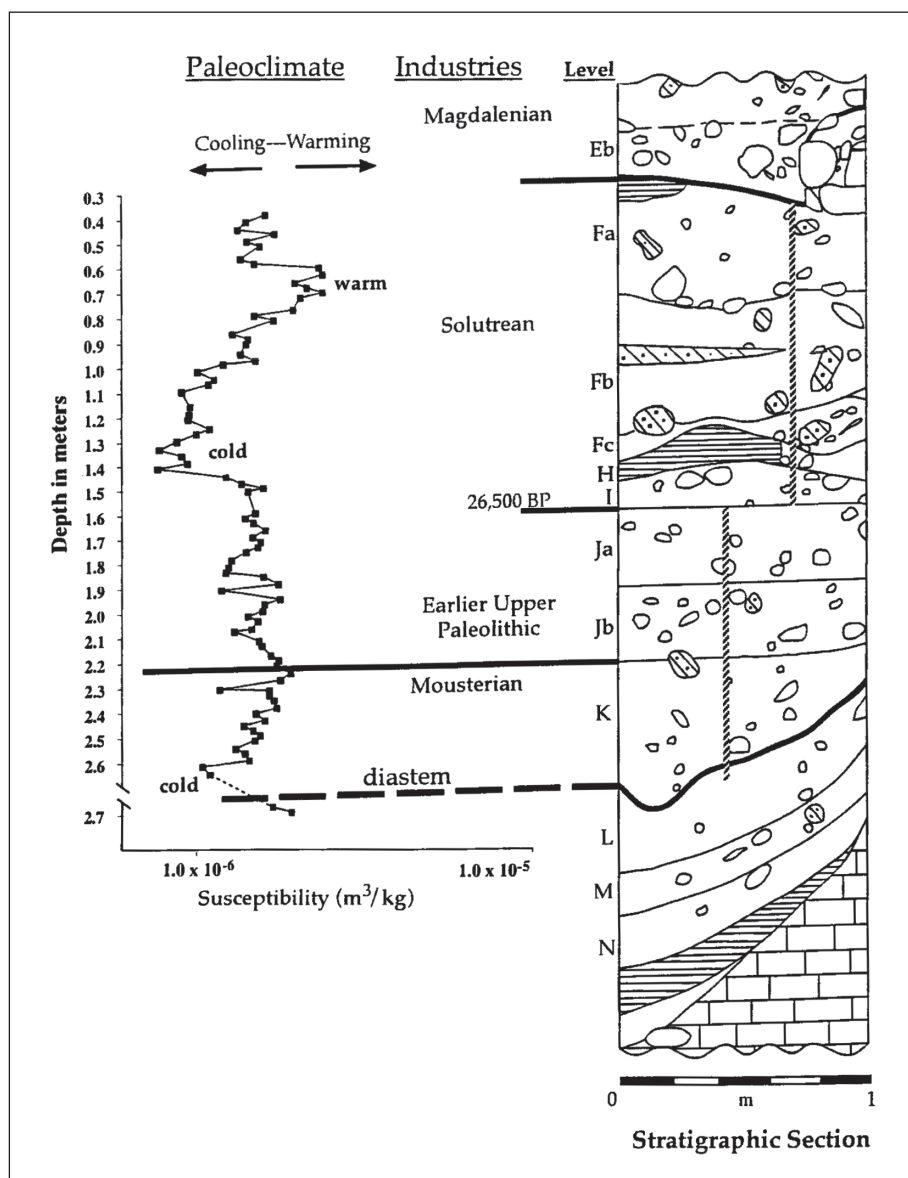 Paleoclimate Industries Level
Magdalenian
Cooling---Warming
Eb
0.3
0.4
0.5
0.6
0.7
0.8
0.9
1.0
1.1
1.2
1.3
1.4
1.5
1.6
1.7
1.8
1.9
2.0
2.1
2.2
2.3
2.4
2.5
2.6
2.7
Depth in meters
warm
cold
cold
Fa
Solutrean
Fb
Fc
H
I
26,500 BP
Ja
Earlier Upper
Paleolithic
Jb
Mousterian
K
diastem
L
M
N
1.0 x 10⁻⁶ 1.0 x 10⁻⁵
Susceptibility (m³/kg)
0 m 1
Stratigraphic Section